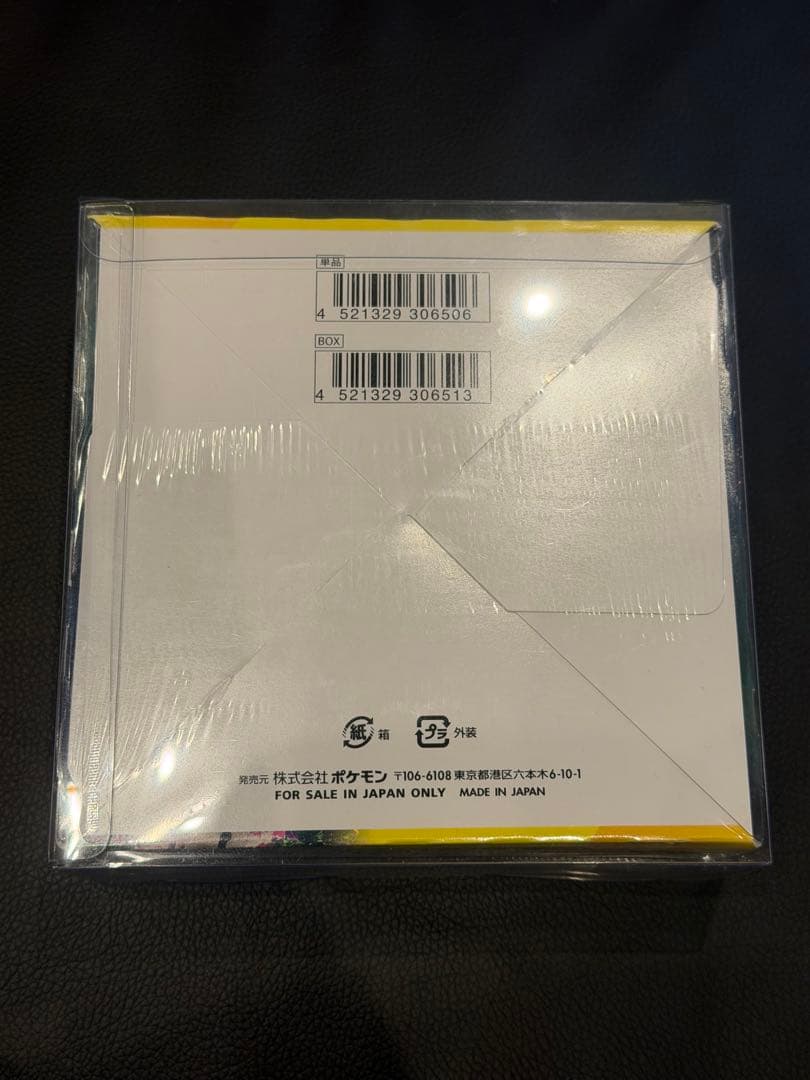 単品
4 521329 306506
BOX
4 521329 306513
紙 箱 プラ 外装
発売元 株式会社 ポケモン 〒106-6108 東京都港区六本木6-10-1
FOR SALE IN JAPAN ONLY MADE IN JAPAN